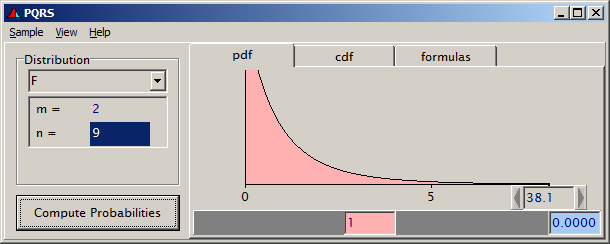 PQRS
Sample View Help
Distribution
F
m = 2
n = 9
Compute Probabilities
pdf cdf formulas
0 5
38.1
1 0.0000